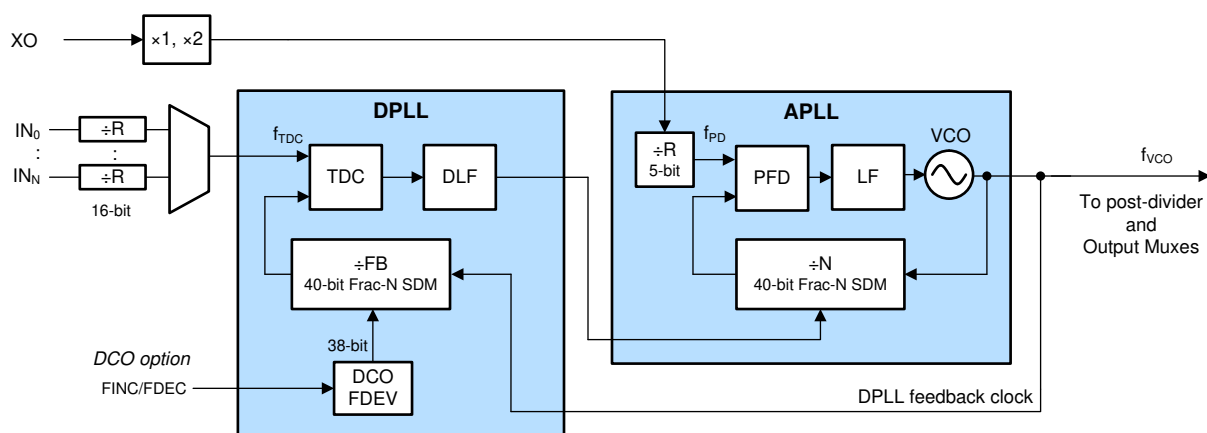 XO
×1, ×2
DPLL
APLL
IN0
÷R
:
:
INN
÷R
16-bit
fTDC
TDC
DLF
÷FB
40-bit Frac-N SDM
38-bit
DCO option
FINC/FDEC
DCO
FDEV
÷R
5-bit
fPD
PFD
LF
VCO
÷N
40-bit Frac-N SDM
fVCO
To post-divider
and
Output Muxes
DPLL feedback clock